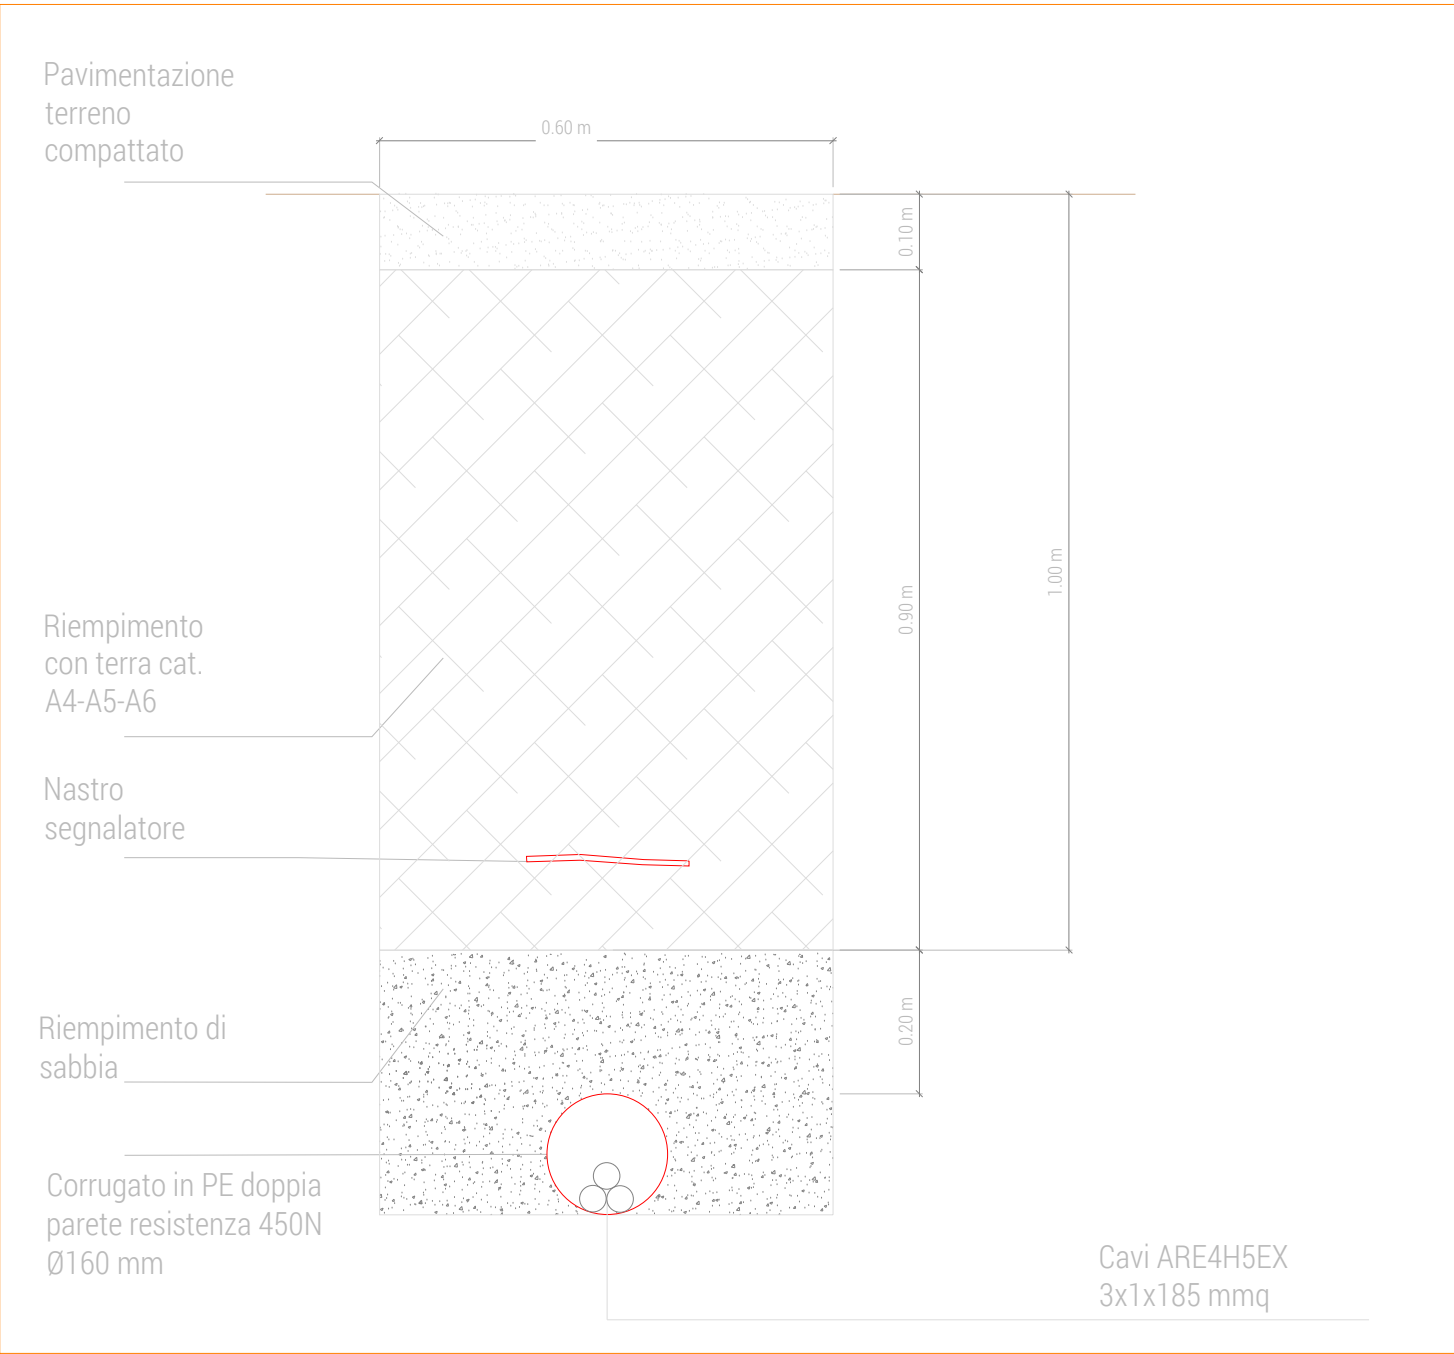 Pavimentazione
terreno
compattato
0.60 m
0.10 m
0.90 m
1.00 m
Riempimento
con terra cat.
A4-A5-A6
Nastro
segnalatore
0.20 m
Riempimento di
sabbia
Corrugato in PE doppia
parete resistenza 450N
Ø160 mm
Cavi ARE4H5EX
3x1x185 mmq